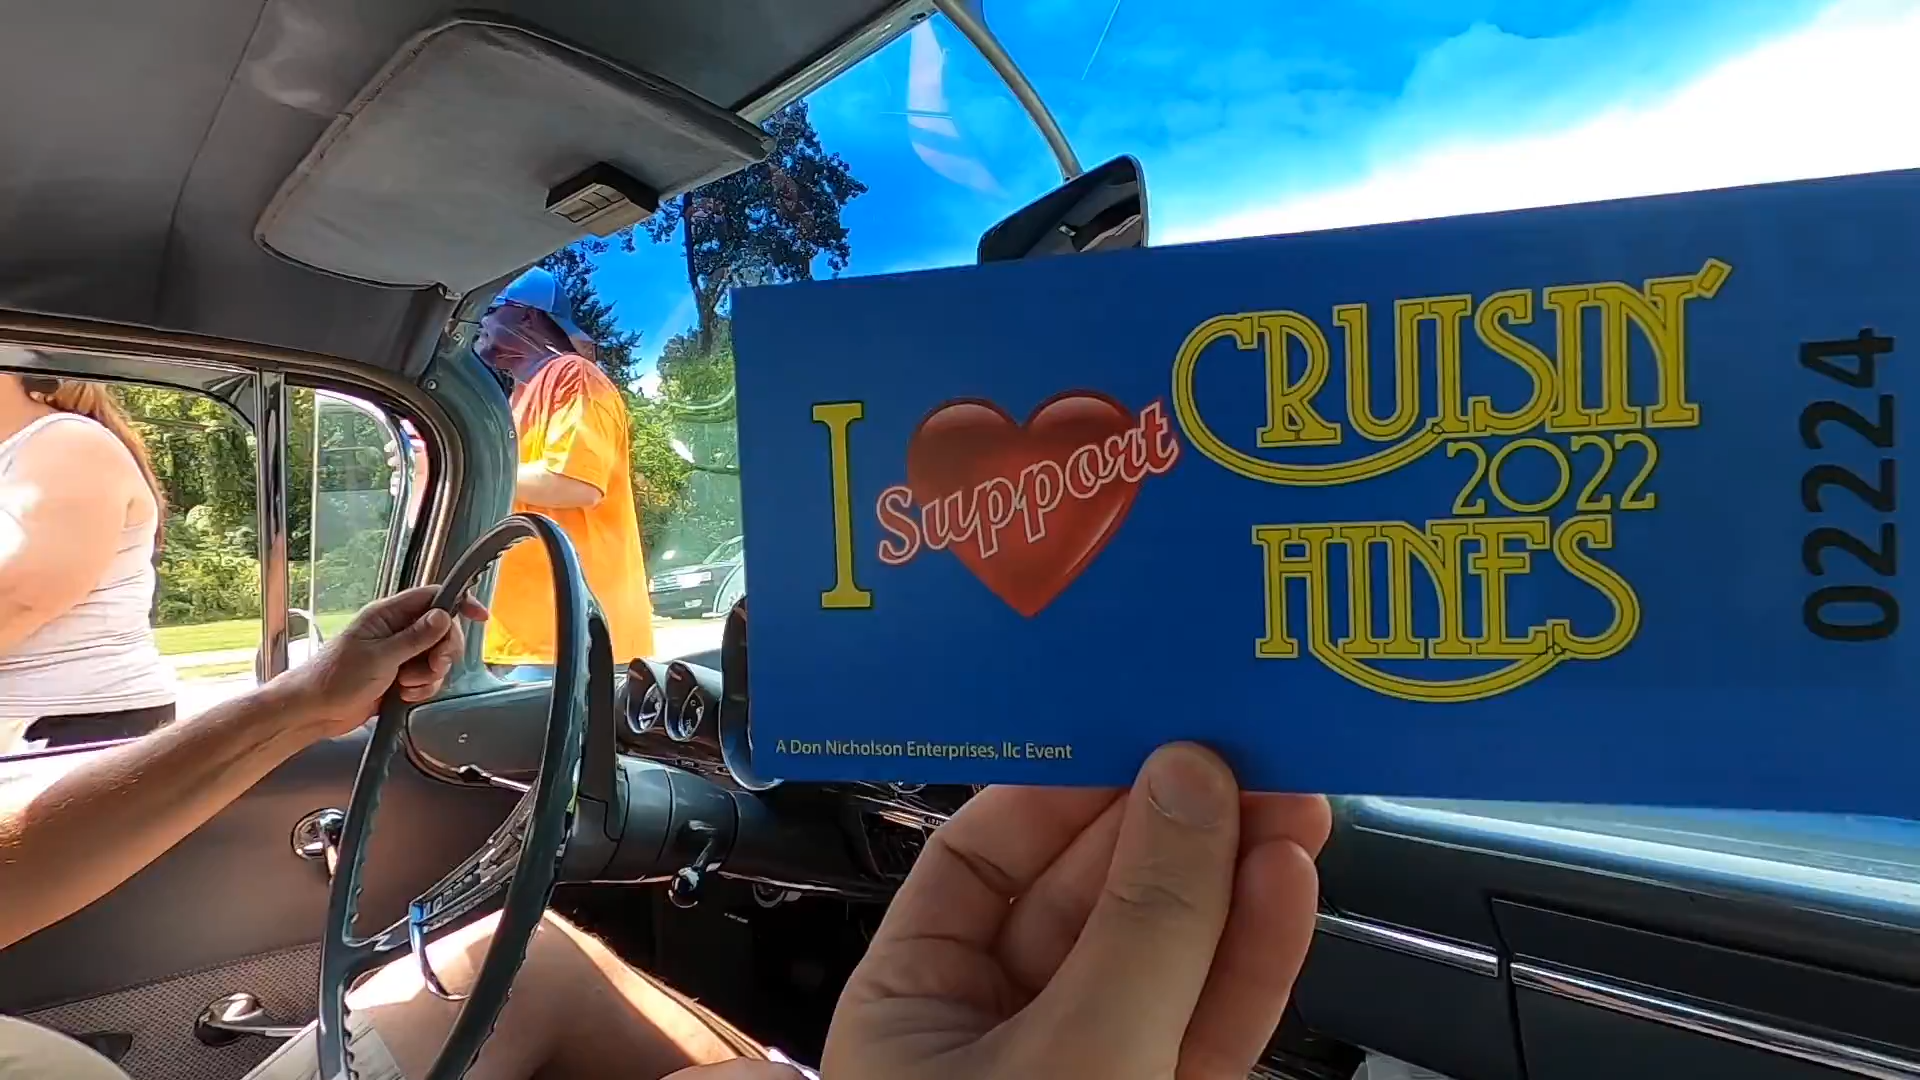 I Support
CRUISIN'
2022
HINES
02224
A Don Nicholson Enterprises, llc Event